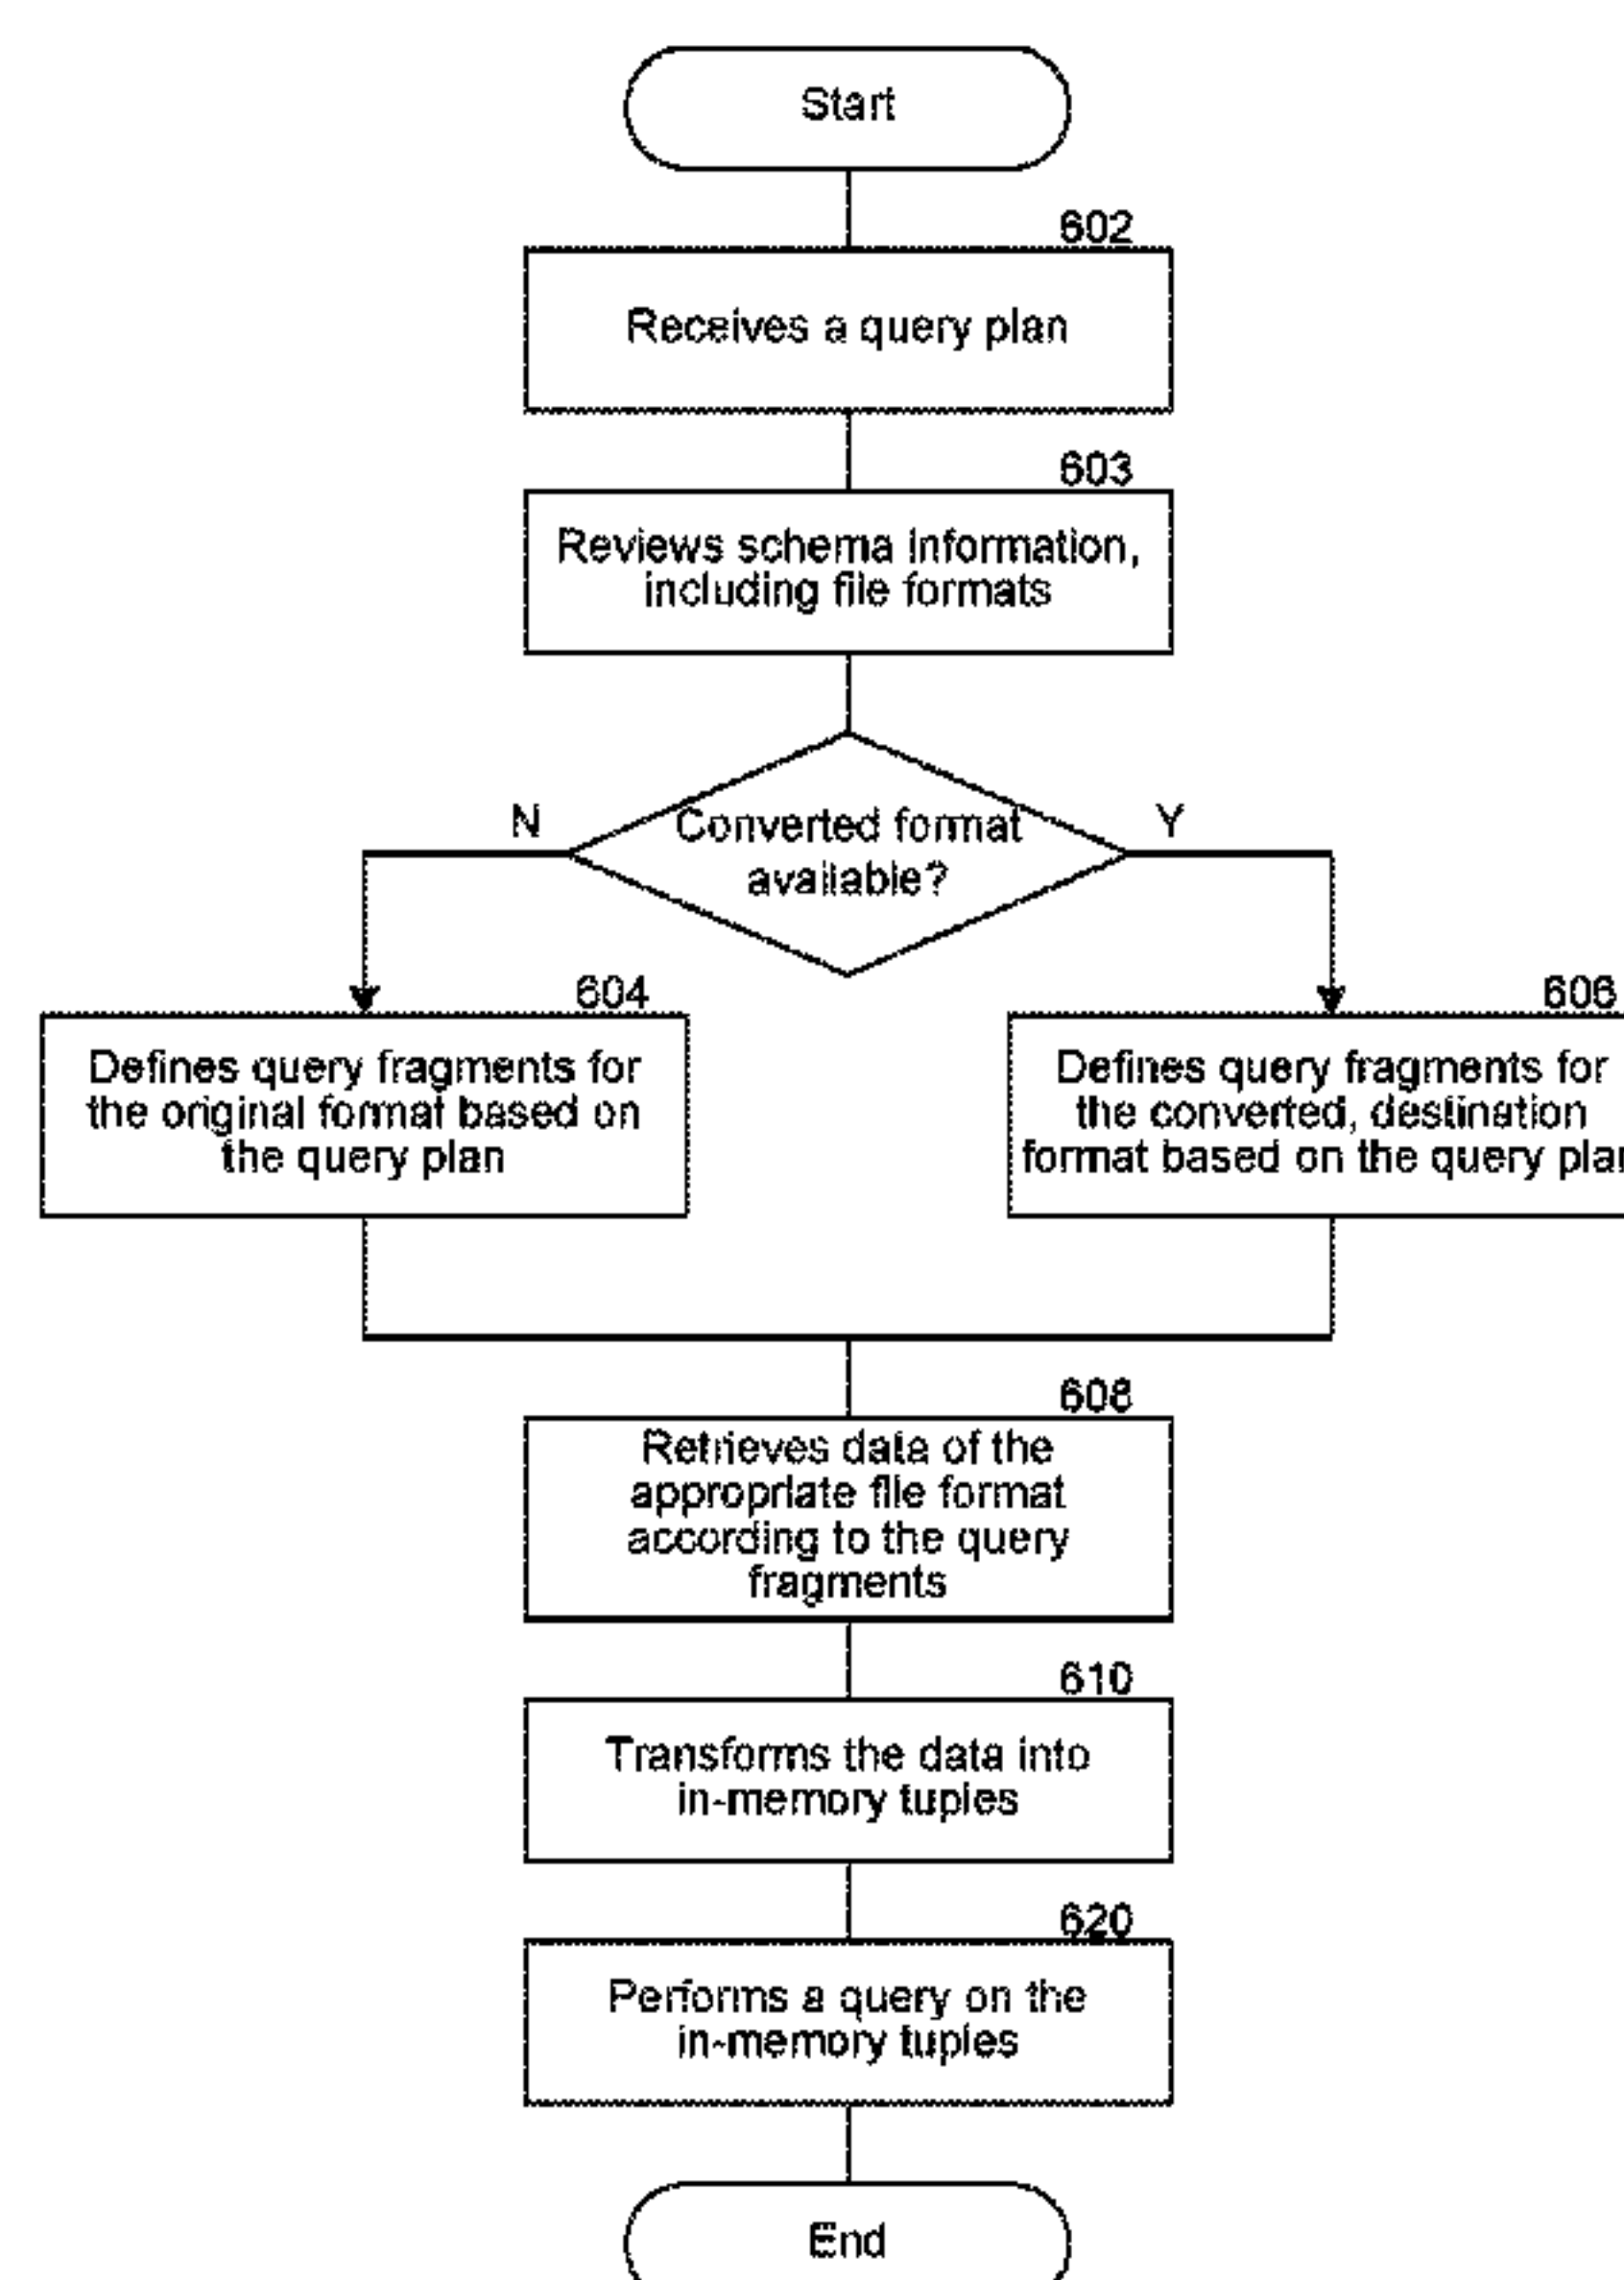 Start
602
Receives a query plan
603
Reviews schema information,
including file formats
Converted format
available?
N
Y
604
Defines query fragments for
the original format based on
the query plan
606
Defines query fragments for
the converted, destination
format based on the query plan
608
Retrieves data of the
appropriate file format
according to the query
fragments
610
Transforms the data into
in-memory tuples
620
Performs a query on the
in-memory tuples
End